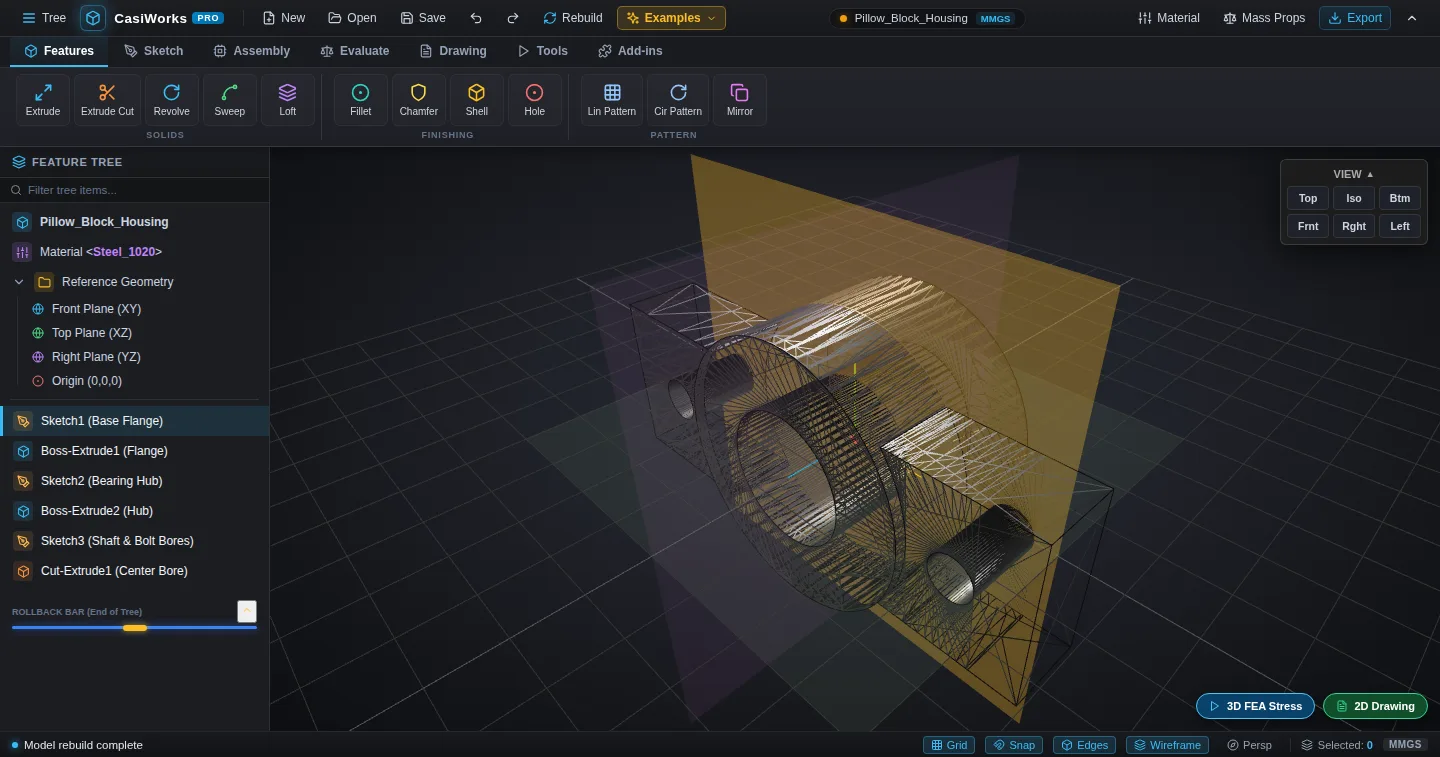 Tree CasiWorks PRO New Open Save Rebuild Examples Pillow_Block_Housing MMGS Material Mass Props Export
Features Sketch Assembly Evaluate Drawing Tools Add-ins
Extrude Extrude Cut Revolve Sweep Loft Fillet Chamfer Shell Hole Lin Pattern Cir Pattern Mirror
SOLIDS FINISHING PATTERN
FEATURE TREE
Filter tree items...
Pillow_Block_Housing
Material <Steel_1020>
Reference Geometry
Front Plane (XY)
Top Plane (XZ)
Right Plane (YZ)
Origin (0,0,0)
Sketch1 (Base Flange)
Boss-Extrude1 (Flange)
Sketch2 (Bearing Hub)
Boss-Extrude2 (Hub)
Sketch3 (Shaft & Bolt Bores)
Cut-Extrude1 (Center Bore)
ROLLBACK BAR (End of Tree)
VIEW ▲
Top Iso Btm
Frnt Rght Left
3D FEA Stress 2D Drawing
Model rebuild complete Grid Snap Edges Wireframe Persp Selected: 0 MMGS